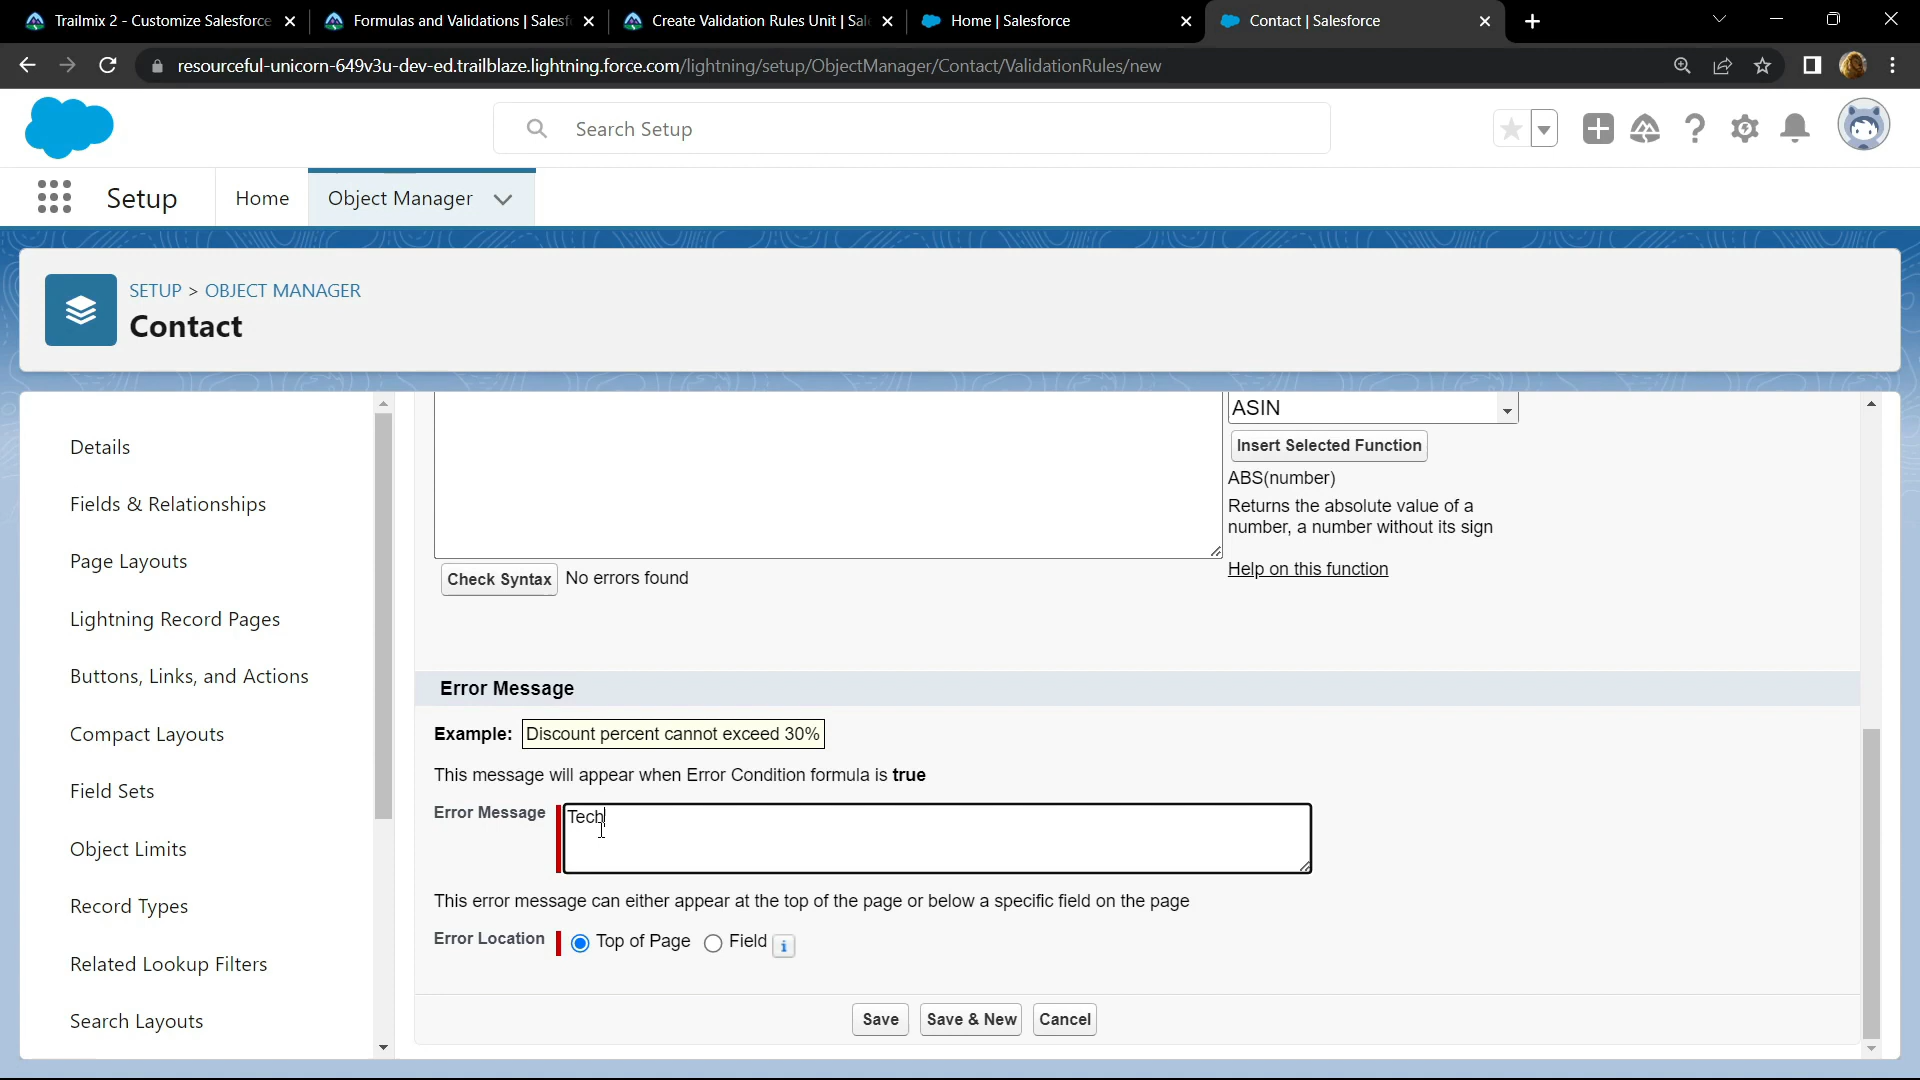 Trailmix 2 - Customize Salesforce
Formulas and Validations | Salesf
Create Validation Rules Unit | Sal
Home | Salesforce
Contact | Salesforce
resourceful-unicorn-649v3u-dev-ed.trailblaze.lightning.force.com/lightning/setup/ObjectManager/Contact/ValidationRules/new
Search Setup
Setup
Home
Object Manager
SETUP > OBJECT MANAGER
Contact
Details
Fields & Relationships
Page Layouts
Lightning Record Pages
Buttons, Links, and Actions
Compact Layouts
Field Sets
Object Limits
Record Types
Related Lookup Filters
Search Layouts
ASIN
Insert Selected Function
ABS(number)
Returns the absolute value of a
number, a number without its sign
Help on this function
Check Syntax No errors found
Error Message
Example: Discount percent cannot exceed 30%
This message will appear when Error Condition formula is true
Error Message Tech
This error message can either appear at the top of the page or below a specific field on the page
Error Location Top of Page Field i
Save Save & New Cancel